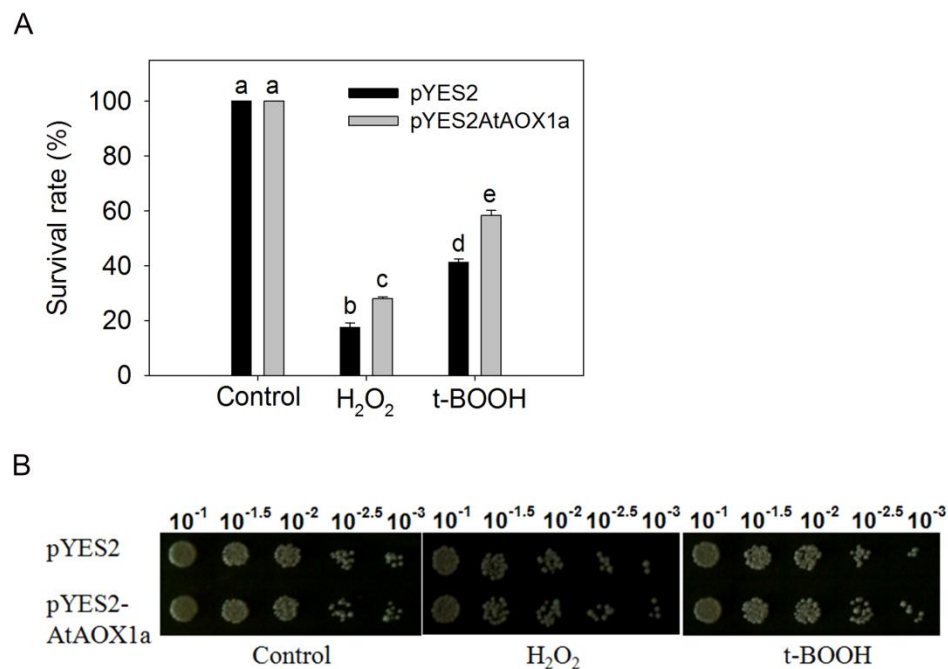 A
a a
pYES2
pYES2AtAOX1a
100
80
60
40
20
0
Survival rate (%)
b c
d e
Control H₂O₂ t-BOOH
B
10⁻¹ 10⁻¹·⁵ 10⁻² 10⁻²·⁵ 10⁻³ 10⁻¹ 10⁻¹·⁵ 10⁻² 10⁻²·⁵ 10⁻³ 10⁻¹ 10⁻¹·⁵ 10⁻² 10⁻²·⁵ 10⁻³
pYES2
pYES2-
AtAOX1a
Control H₂O₂ t-BOOH